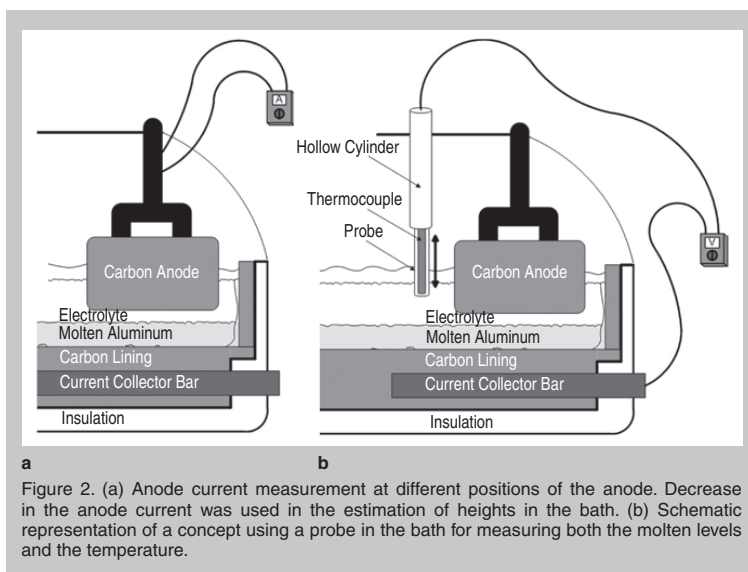 A
Carbon Anode
Electrolyte
Molten Aluminum
Carbon Lining
Current Collector Bar
Insulation
Hollow Cylinder
Thermocouple
Probe
V
Carbon Anode
Electrolyte
Molten Aluminum
Carbon Lining
Current Collector Bar
Insulation
a
b
Figure 2. (a) Anode current measurement at different positions of the anode. Decrease
in the anode current was used in the estimation of heights in the bath. (b) Schematic
representation of a concept using a probe in the bath for measuring both the molten levels
and the temperature.